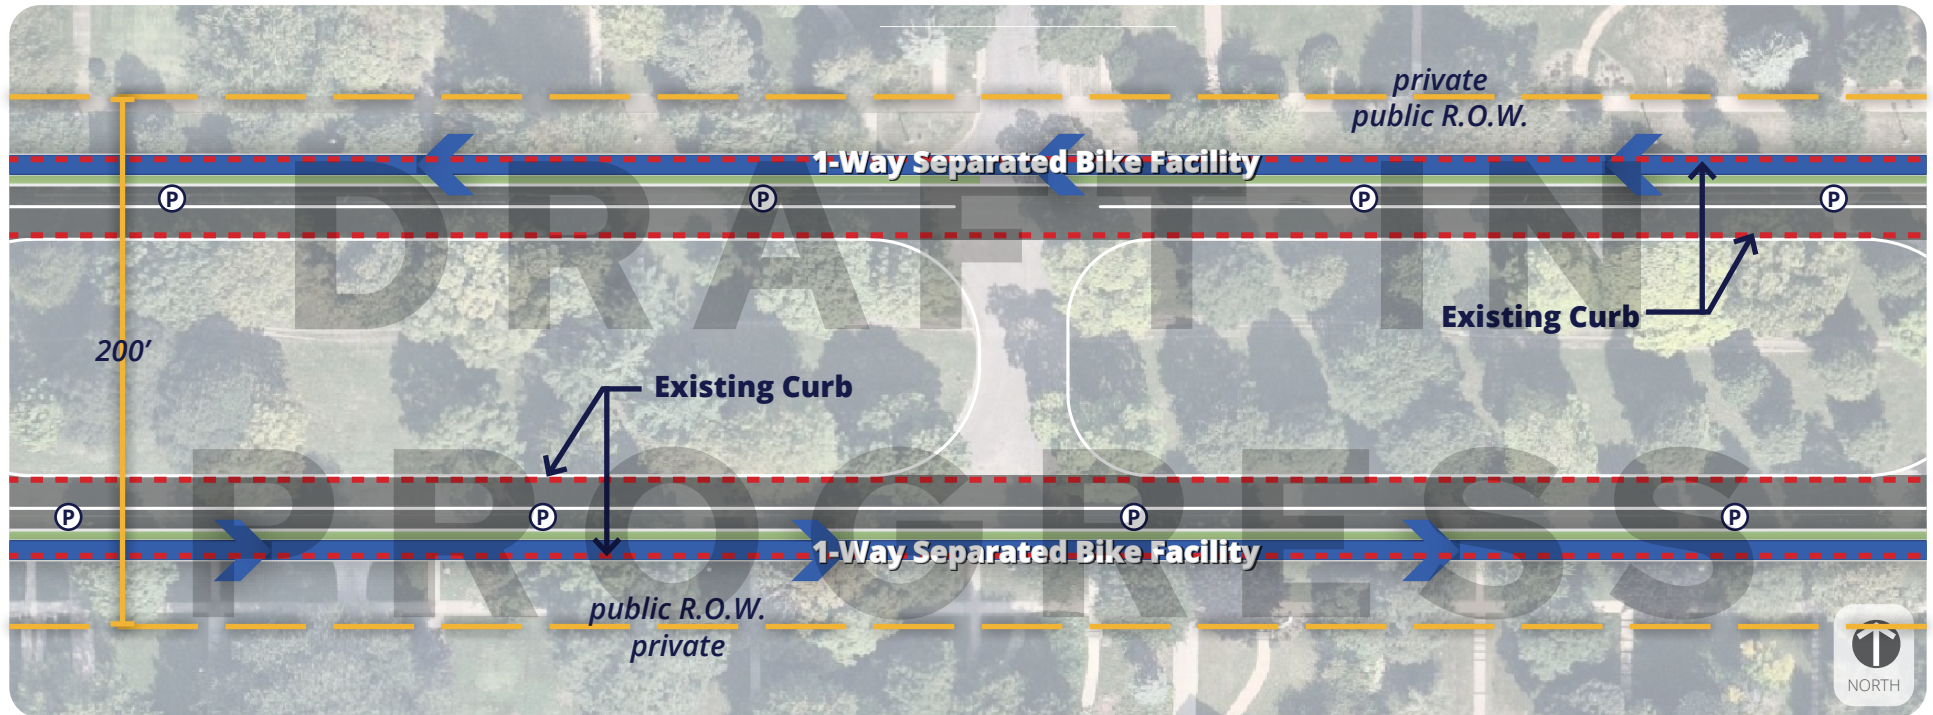 private
public R.O.W.
1-Way Separated Bike Facility
P P P P
DRAFT IN
Existing Curb
200’
Existing Curb
PROGRESS
P P P P
1-Way Separated Bike Facility
public R.O.W.
private
NORTH